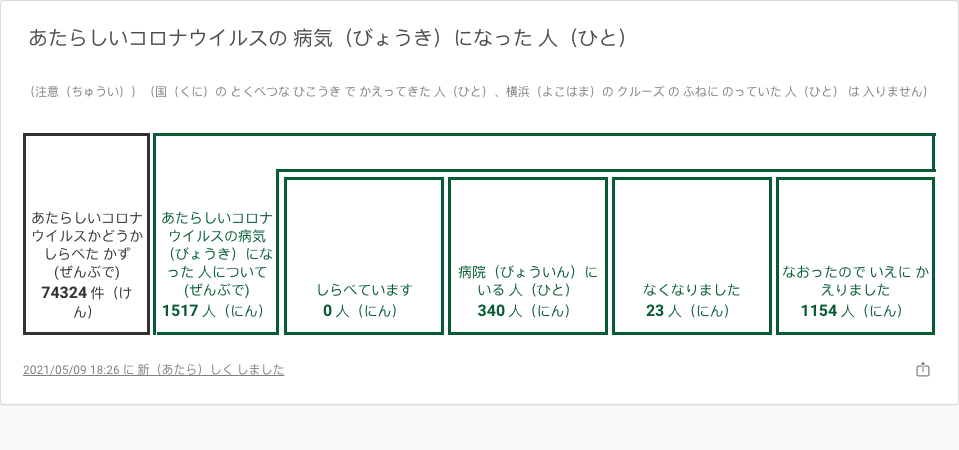 あたらしいコロナウイルスの 病気（びょうき）になった 人（ひと）
（注意（ちゅうい））（国（くに）の とくべつな ひこうき で かえってきた 人（ひと）、横浜（よこはま）の クルーズ の ふねに のっていた 人（ひと） は 入りません）
あたらしいコロナ
ウイルスかどうか
しらべた かず
(ぜんぶで)
74324 件（け
ん）
あたらしいコロナ
ウイルスの病気
（びょうき）にな
った 人について
(ぜんぶで)
1517 人（にん）
しらべています
0 人（にん）
病院（びょういん）に
いる 人（ひと）
340 人（にん）
なくなりました
23 人（にん）
なおったので いえに か
えりました
1154 人（にん）
2021/05/09 18:26 に 新（あたら）しく しました